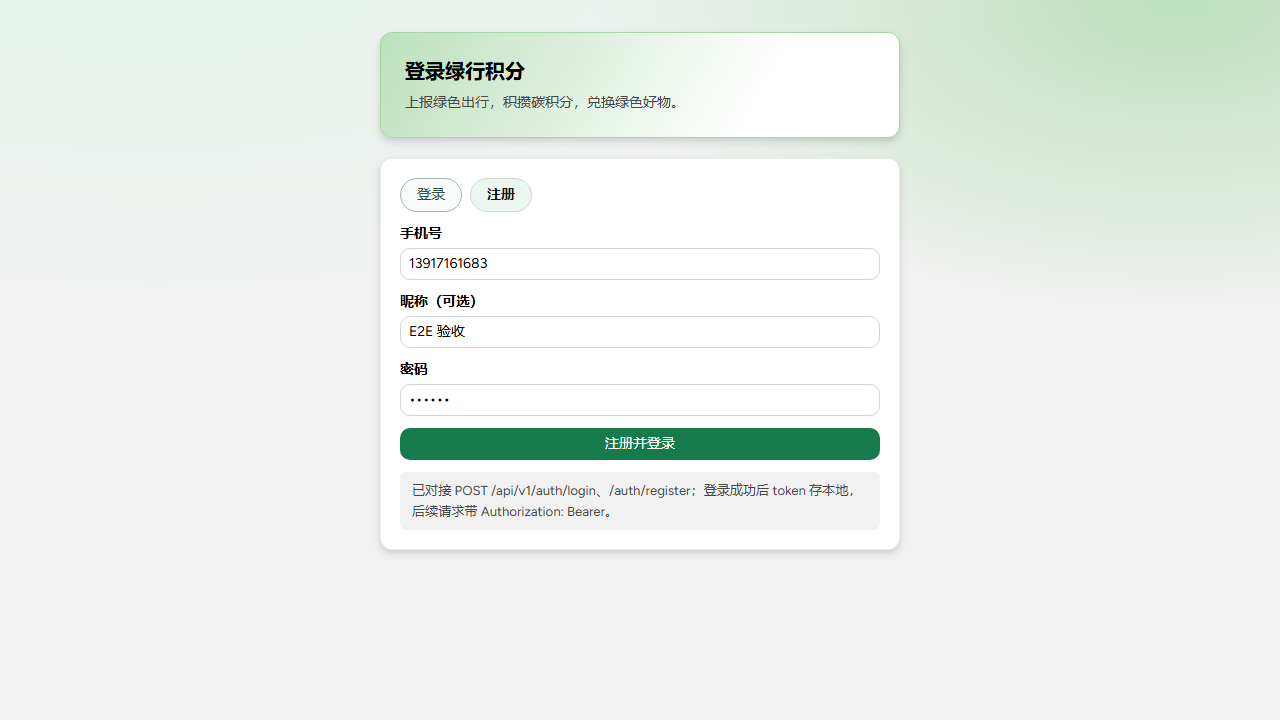 登录绿行积分
上报绿色出行，积攒碳积分，兑换绿色好物。
登录
注册
手机号
13917161683
昵称（可选）
E2E 验收
密码
••••••
注册并登录
已对接 POST /api/v1/auth/login、/auth/register；登录成功后 token 存本地，
后续请求带 Authorization: Bearer。